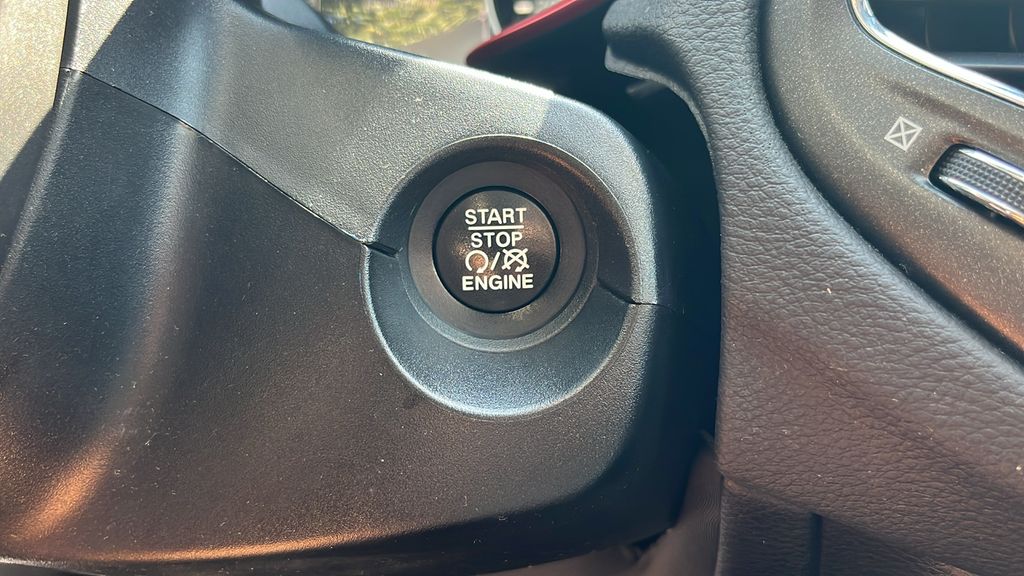 START
STOP
/
ENGINE